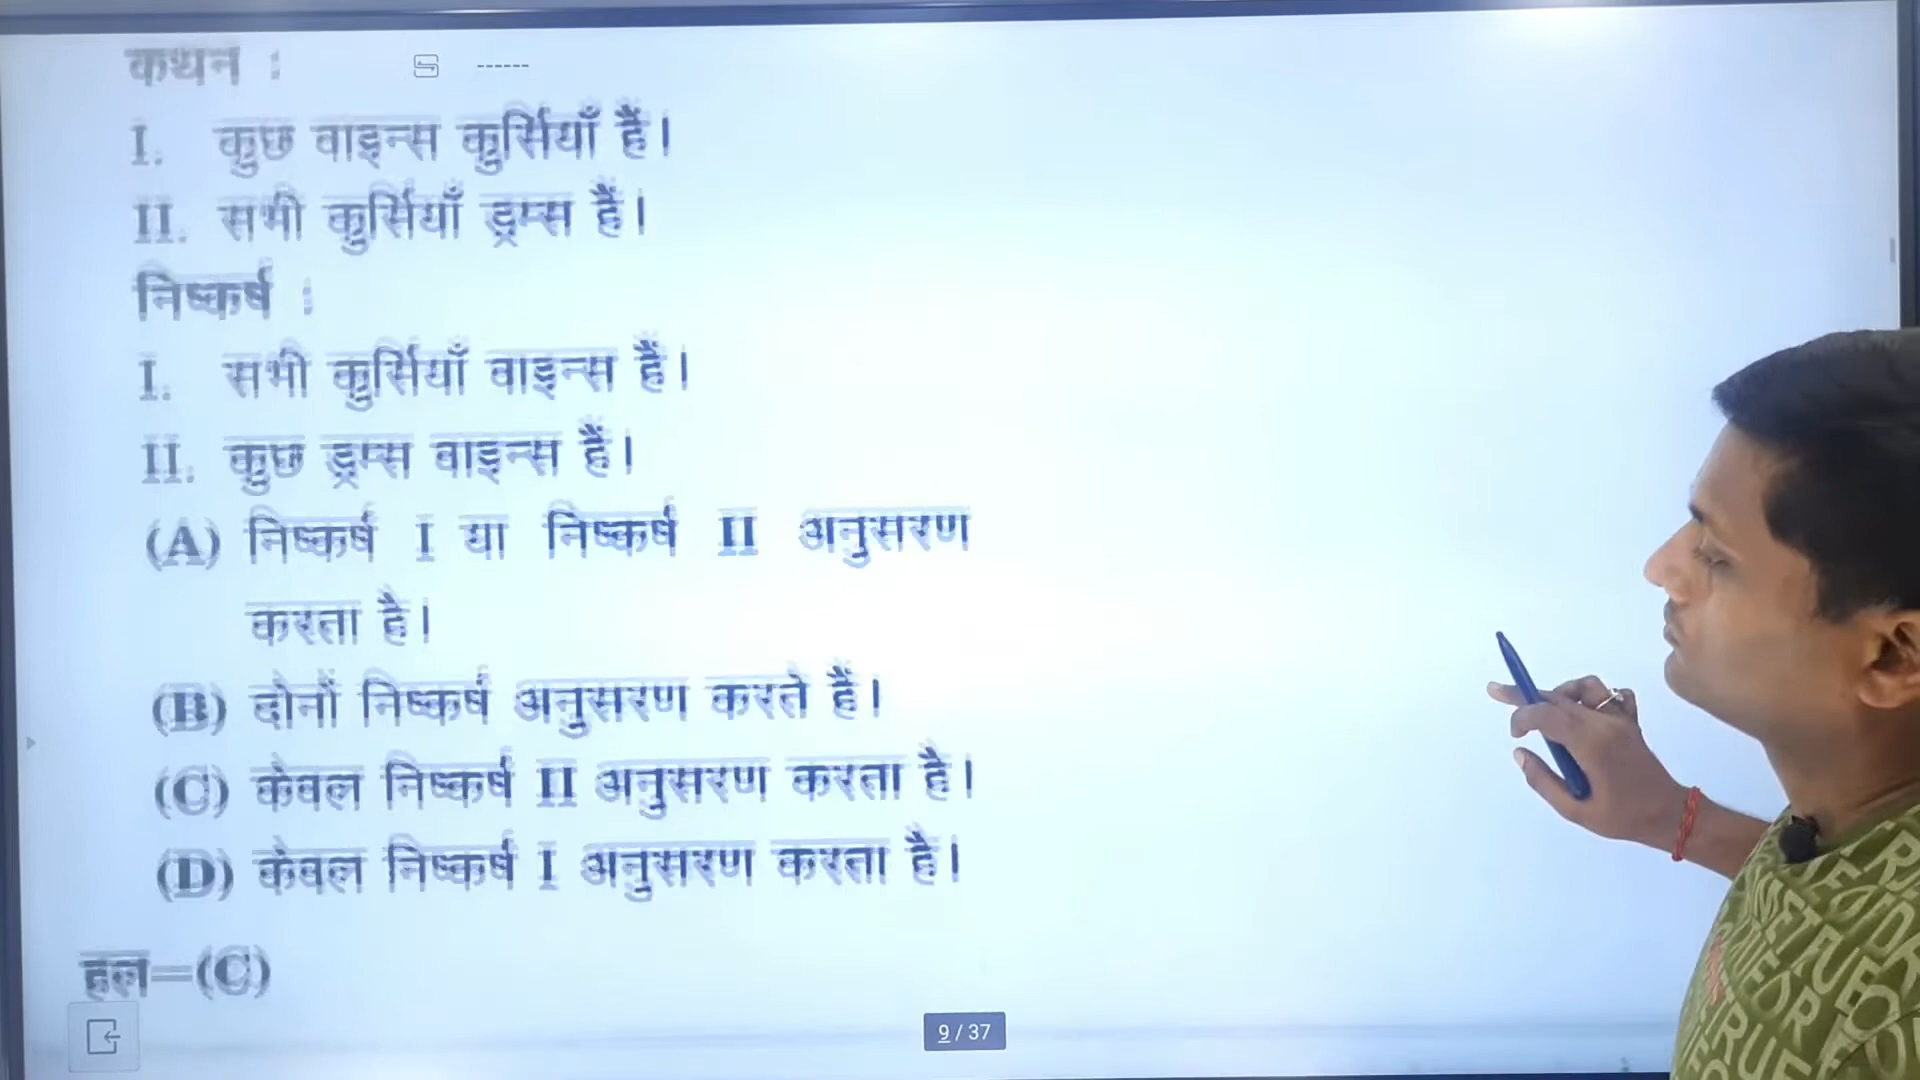 कथन :
I. कुछ वाइन्स कुर्सियाँ हैं।
II. सभी कुर्सियाँ ड्रम्स हैं।
निष्कर्ष :
I. सभी कुर्सियाँ वाइन्स हैं।
II. कुछ ड्रम्स वाइन्स हैं।
(A) निष्कर्ष I या निष्कर्ष II अनुसरण
करता है।
(B) दोनों निष्कर्ष अनुसरण करते हैं।
(C) केवल निष्कर्ष II अनुसरण करता है।
(D) केवल निष्कर्ष I अनुसरण करता है।
हल=(C)
9 / 37